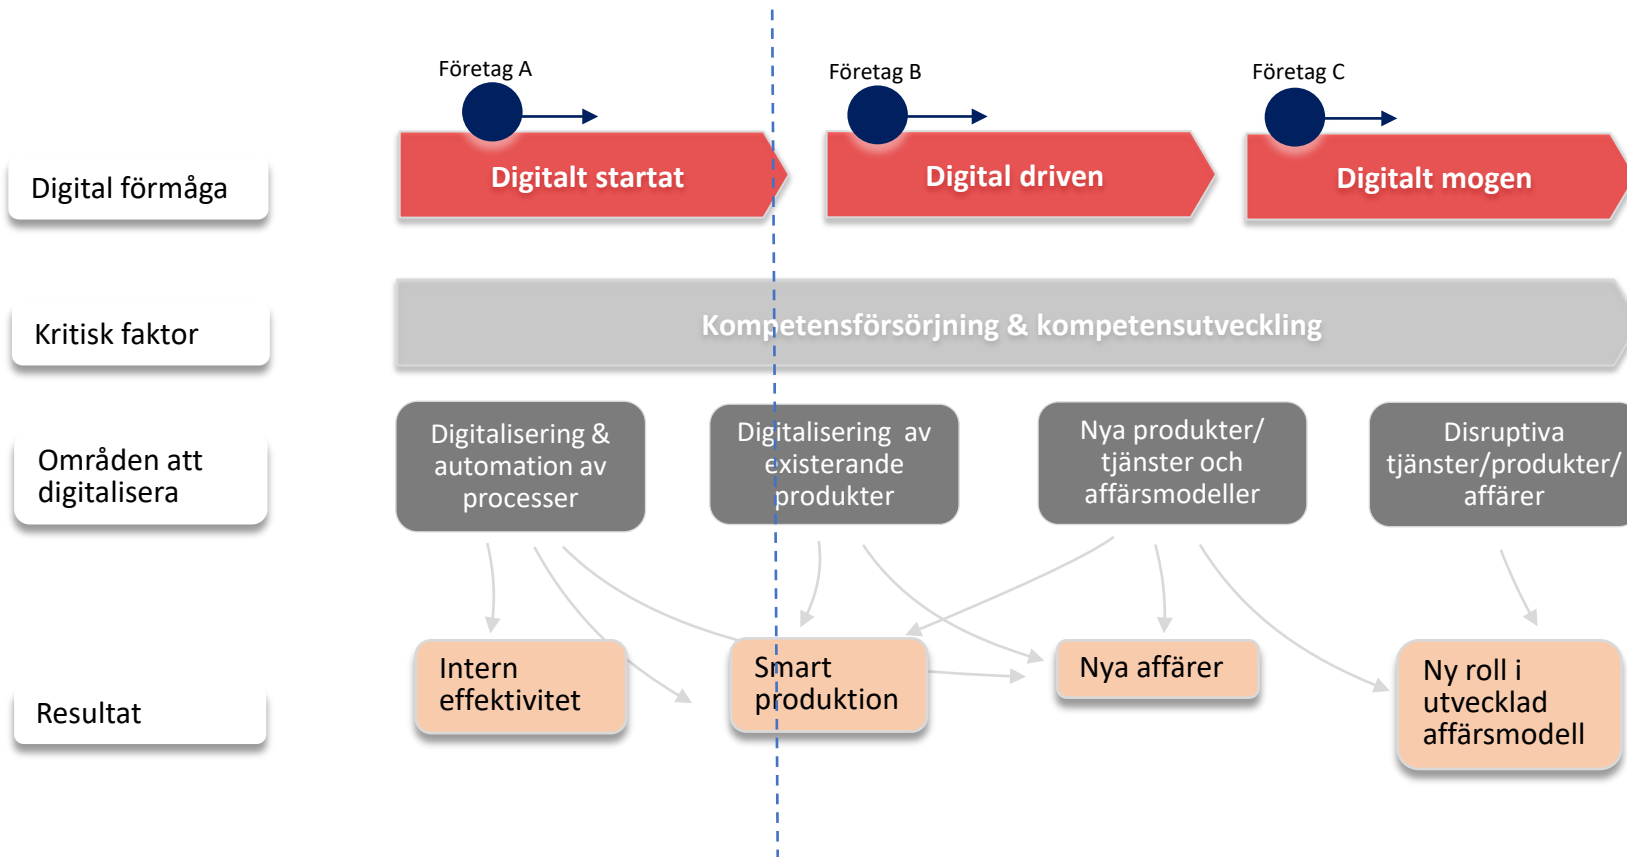 Företag A
Företag B
Företag C
Digital förmåga
Digitalt startat
Digital driven
Digitalt mogen
Kritisk faktor
Kompetensförsörjning & kompetensutveckling
Områden att
digitalisera
Digitalisering &
automation av
processer
Digitalisering av
existerande
produkter
Nya produkter/
tjänster och
affärsmodeller
Disruptiva
tjänster/produkter/
affärer
Resultat
Intern
effektivitet
Smart
produktion
Nya affärer
Ny roll i
utvecklad
affärsmodell